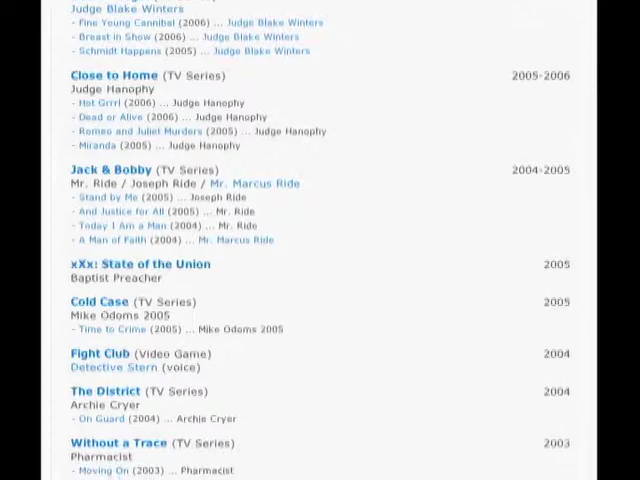 Judge Blake Winters
- Fine Young Cannibal (2006) ... Judge Blake Winters
- Breast in Show (2006) ... Judge Blake Winters
- Schmidt Happens (2005) ... Judge Blake Winters
Close to Home (TV Series) 2005-2006
Judge Hanophy
- Hot Grrrl (2006) ... Judge Hanophy
- Dead or Alive (2006) ... Judge Hanophy
- Romeo and Juliet Murders (2005) ... Judge Hanophy
- Miranda (2005) ... Judge Hanophy
Jack & Bobby (TV Series) 2004-2005
Mr. Ride / Joseph Ride / Mr. Marcus Ride
- Stand by Me (2005) ... Joseph Ride
- And Justice for All (2005) ... Mr. Ride
- Today I Am a Man (2004) ... Mr. Ride
- A Man of Faith (2004) ... Mr. Marcus Ride
xXx: State of the Union 2005
Baptist Preacher
Cold Case (TV Series) 2005
Mike Odoms 2005
- Time to Crime (2005) ... Mike Odoms 2005
Fight Club (Video Game) 2004
Detective Stern (voice)
The District (TV Series) 2004
Archie Cryer
- On Guard (2004) ... Archie Cryer
Without a Trace (TV Series) 2003
Pharmacist
- Moving On (2003) ... Pharmacist